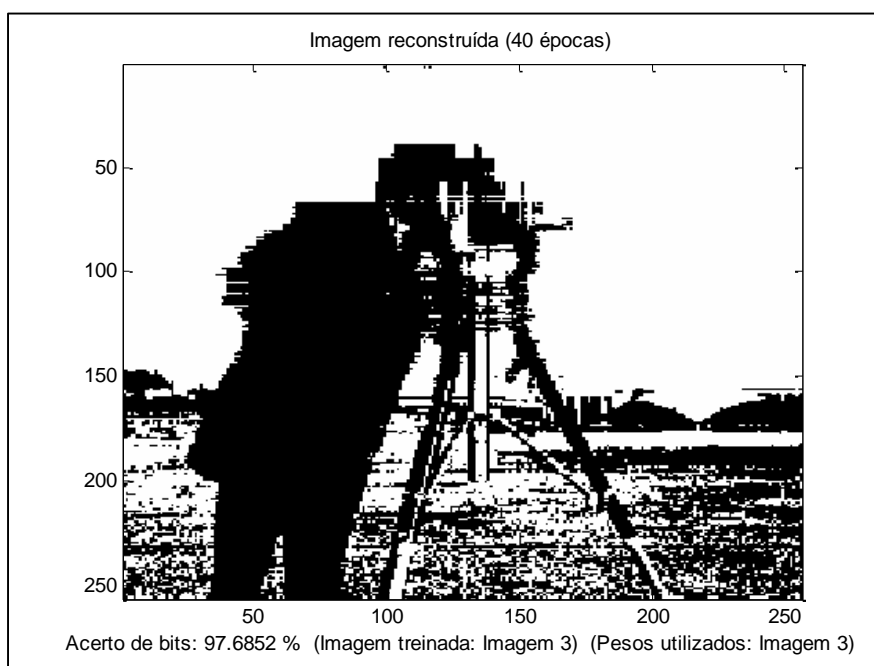 Imagem reconstruída (40 épocas)
50
100
150
200
250
50 100 150 200 250
Acerto de bits: 97.6852 % (Imagem treinada: Imagem 3) (Pesos utilizados: Imagem 3)